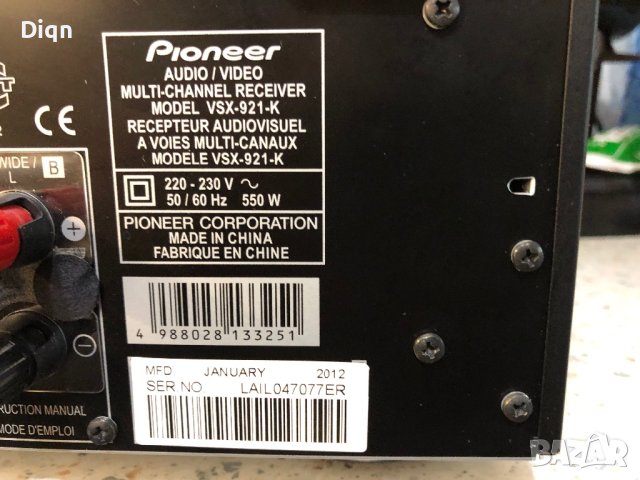 Diqn
Pioneer
AUDIO / VIDEO
MULTI-CHANNEL RECEIVER
MODEL VSX-921-K
RECEPTEUR AUDIOVISUEL
A VOIES MULTI-CANAUX
MODELE VSX-921-K
220 - 230 V ~
50 / 60 Hz 550 W
PIONEER CORPORATION
MADE IN CHINA
FABRIQUE EN CHINE
CE
WIDE / B
L
+
−
4 988028 133251
MFD JANUARY 2012
SER NO LAIL047077ER
RUCTION MANUAL
MODE D'EMPLOI
BAZAR